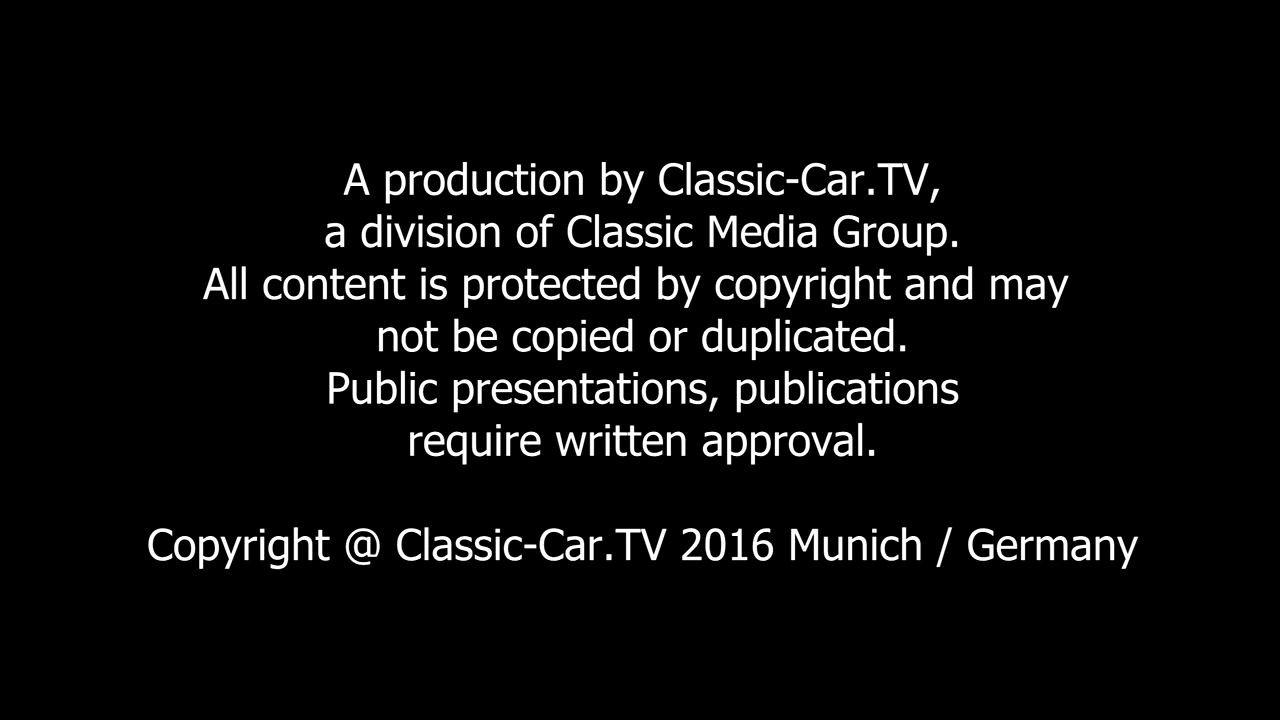 A production by Classic-Car.TV,
a division of Classic Media Group.
All content is protected by copyright and may
not be copied or duplicated.
Public presentations, publications
require written approval.
Copyright @ Classic-Car.TV 2016 Munich / Germany